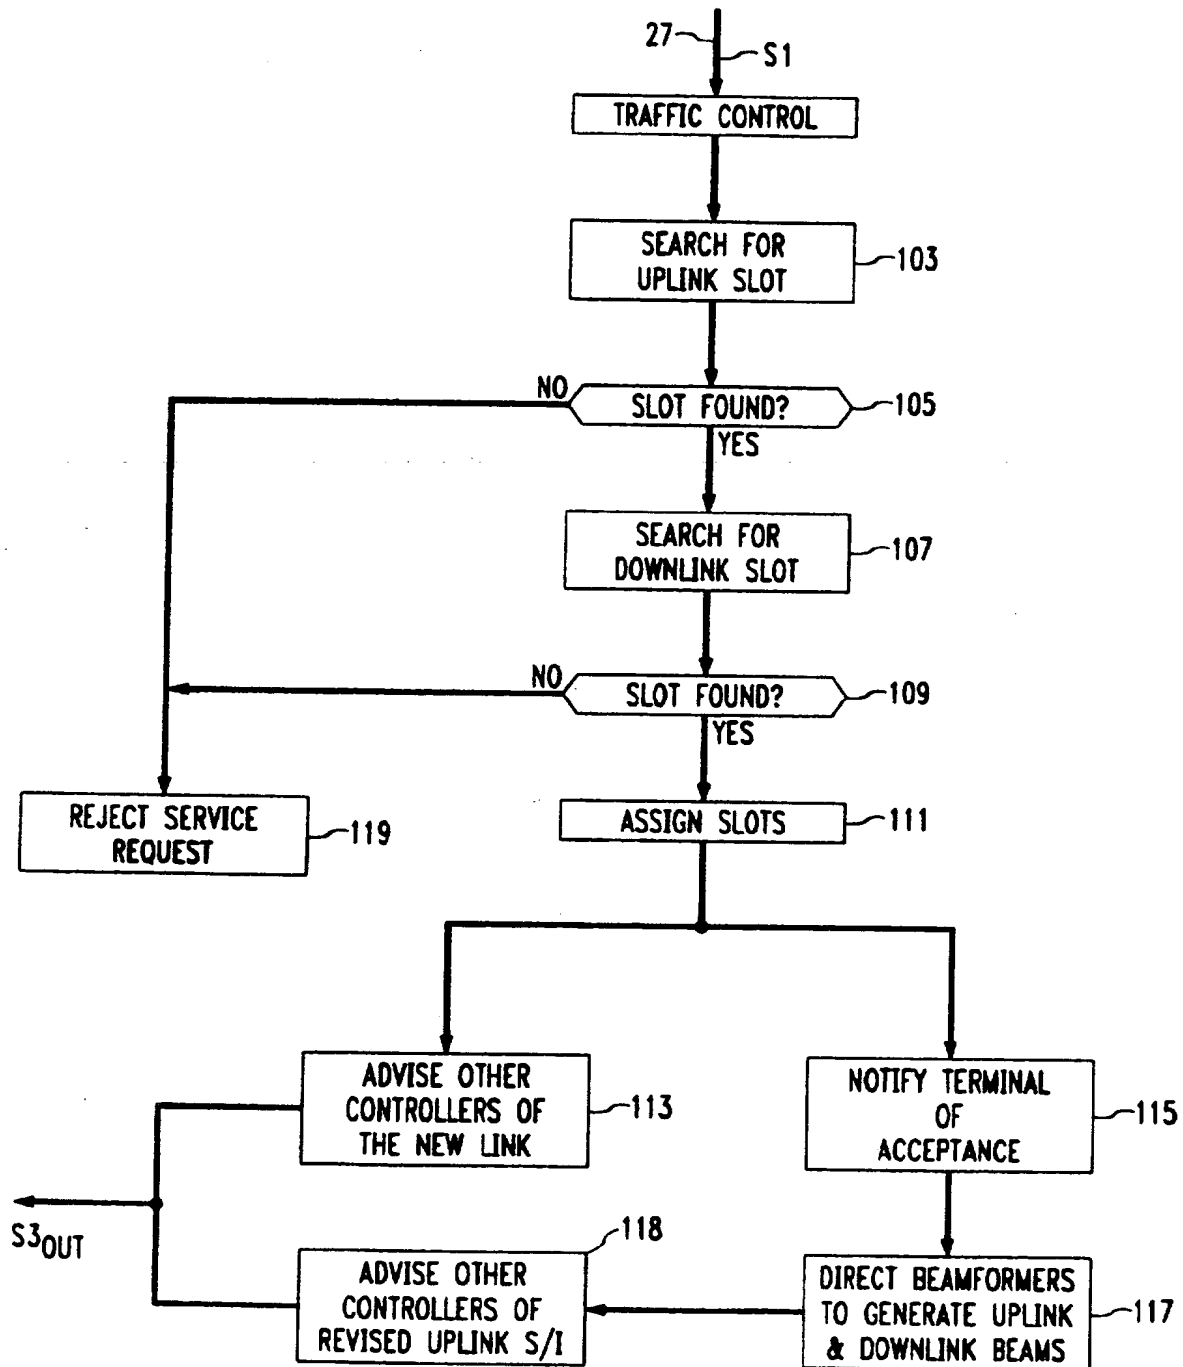 27
S1
TRAFFIC CONTROL
SEARCH FOR
UPLINK SLOT
103
NO
SLOT FOUND?
105
YES
SEARCH FOR
DOWNLINK SLOT
107
NO
SLOT FOUND?
109
YES
REJECT SERVICE
REQUEST
119
ASSIGN SLOTS
111
ADVISE OTHER
CONTROLLERS OF
THE NEW LINK
113
NOTIFY TERMINAL
OF
ACCEPTANCE
115
S3OUT
118
ADVISE OTHER
CONTROLLERS OF
REVISED UPLINK S/I
DIRECT BEAMFORMERS
TO GENERATE UPLINK
& DOWNLINK BEAMS
117